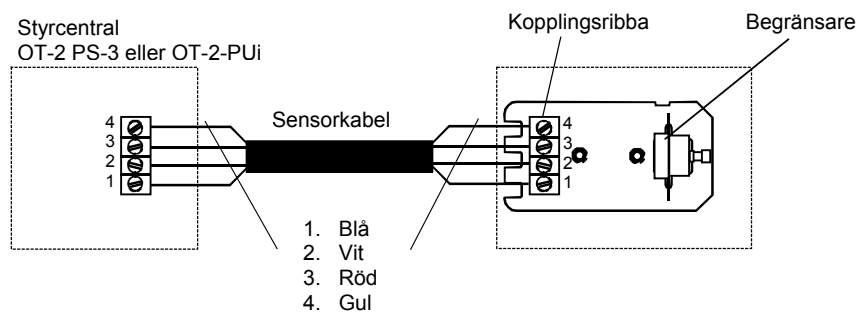 Styrcentral
OT-2 PS-3 eller OT-2-PUi
Kopplingsribba
Begränsare
Sensorkabel
4
3
2
1
4
3
2
1
1. Blå
2. Vit
3. Röd
4. Gul